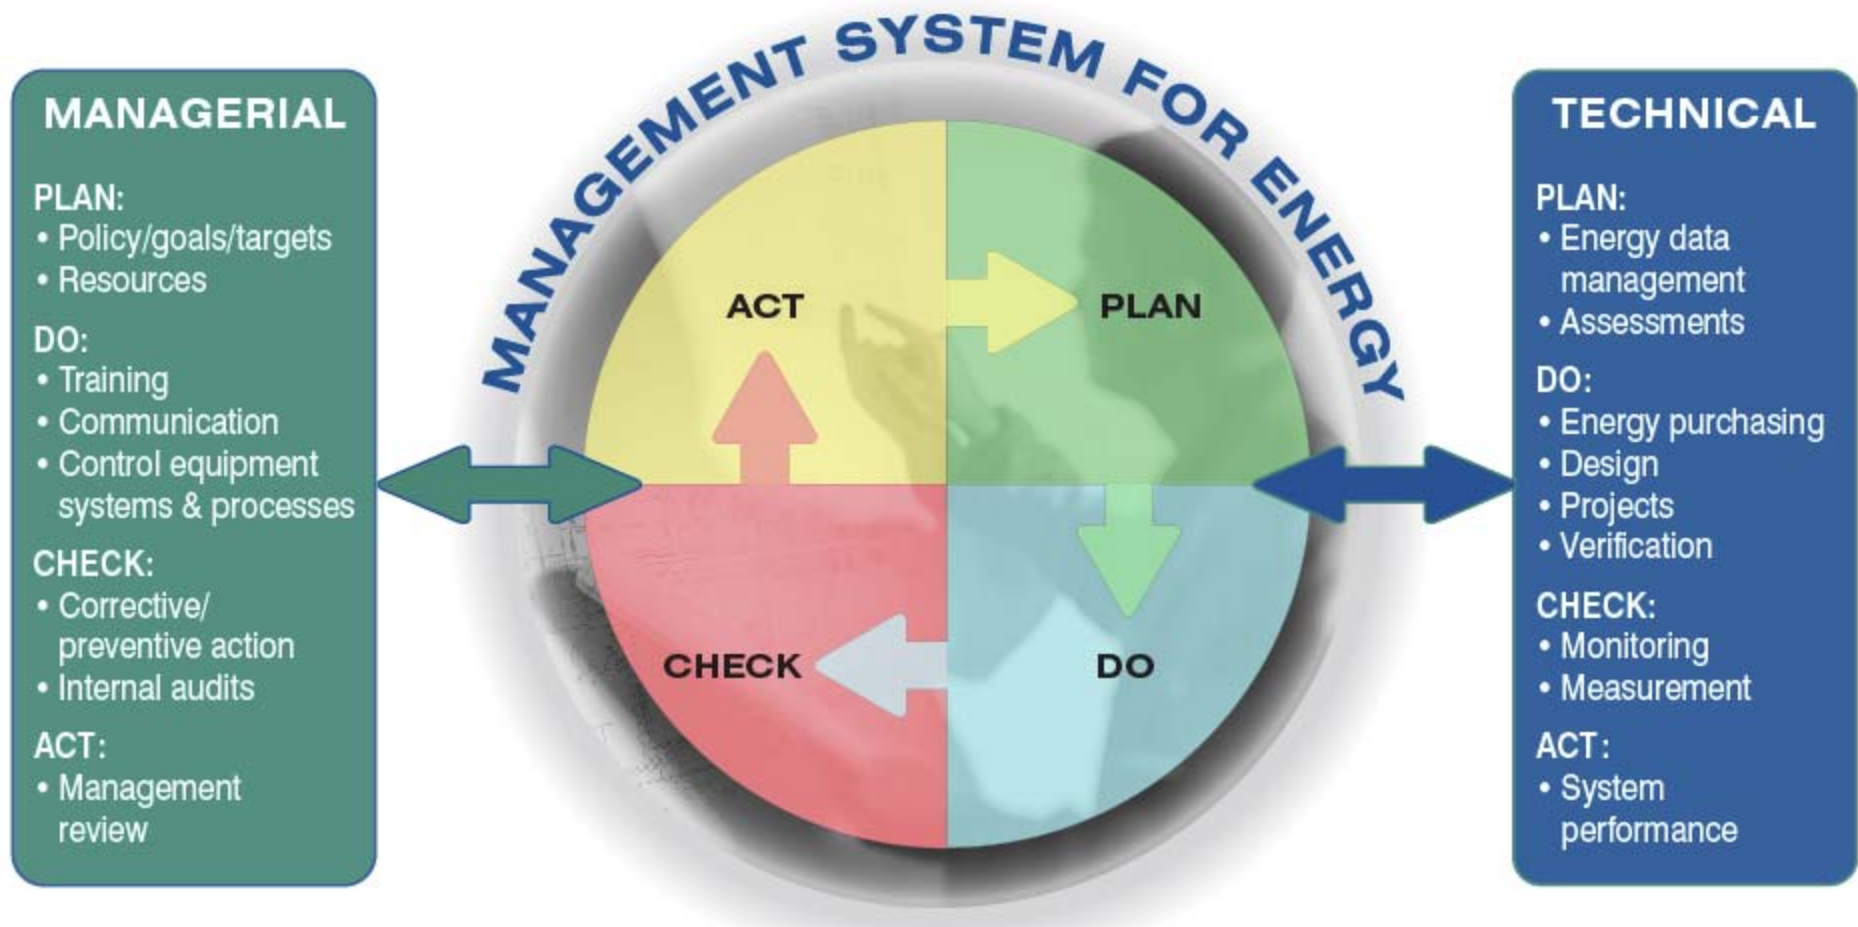 MANAGEMENT SYSTEM FOR ENERGY
MANAGERIAL
PLAN:
• Policy/goals/targets
• Resources
DO:
• Training
• Communication
• Control equipment
systems & processes
CHECK:
• Corrective/
preventive action
• Internal audits
ACT:
• Management
review
ACT
PLAN
CHECK
DO
TECHNICAL
PLAN:
• Energy data
management
• Assessments
DO:
• Energy purchasing
• Design
• Projects
• Verification
CHECK:
• Monitoring
• Measurement
ACT:
• System
performance